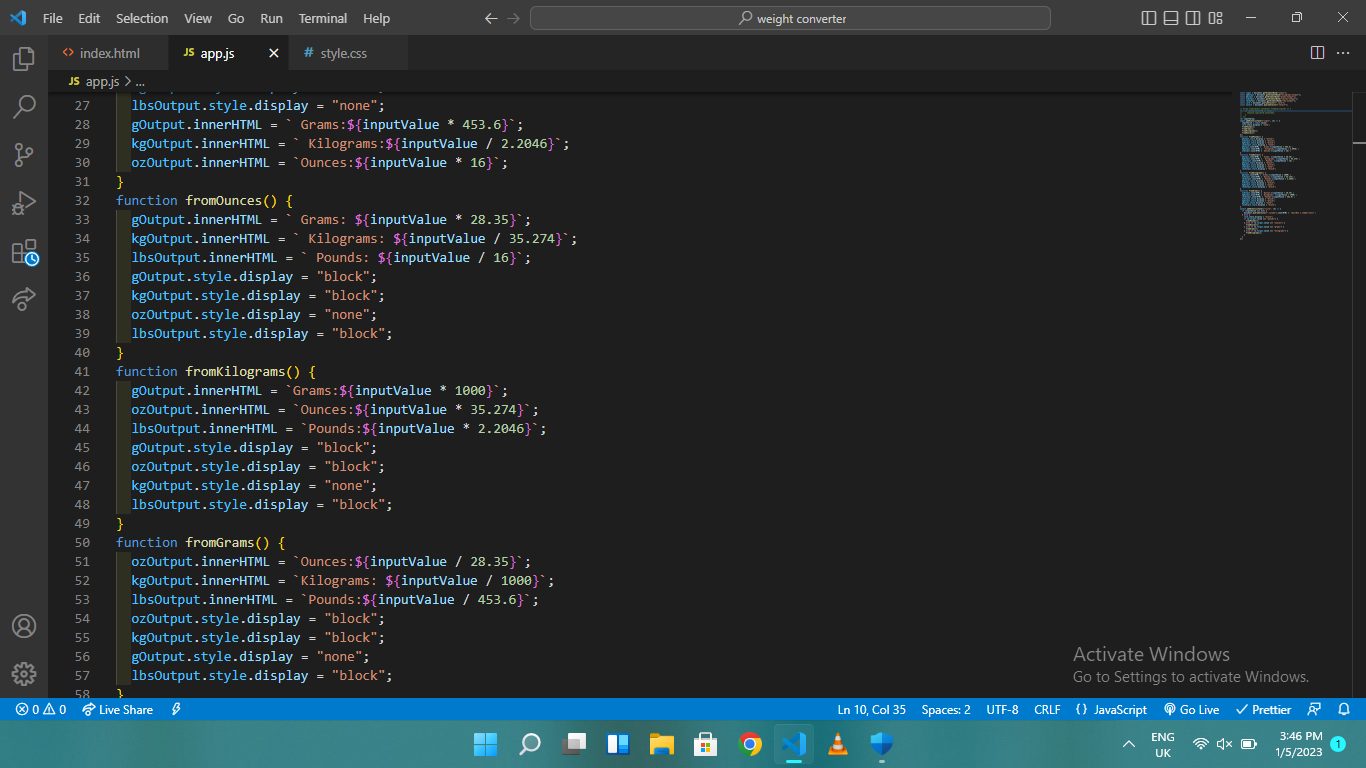 File Edit Selection View Go Run Terminal Help
weight converter
index.html
JS app.js
# style.css
JS app.js > ...
27 lbsOutput.style.display = "none";
28 gOutput.innerHTML = ` Grams:${inputValue * 453.6}`;
29 kgOutput.innerHTML = ` Kilograms:${inputValue / 2.2046}`;
30 ozOutput.innerHTML = `Ounces:${inputValue * 16}`;
31 }
32 function fromOunces() {
33 gOutput.innerHTML = ` Grams: ${inputValue * 28.35}`;
34 kgOutput.innerHTML = ` Kilograms: ${inputValue / 35.274}`;
35 lbsOutput.innerHTML = ` Pounds: ${inputValue / 16}`;
36 gOutput.style.display = "block";
37 kgOutput.style.display = "block";
38 ozOutput.style.display = "none";
39 lbsOutput.style.display = "block";
40 }
41 function fromKilograms() {
42 gOutput.innerHTML = `Grams:${inputValue * 1000}`;
43 ozOutput.innerHTML = `Ounces:${inputValue * 35.274}`;
44 lbsOutput.innerHTML = `Pounds:${inputValue * 2.2046}`;
45 gOutput.style.display = "block";
46 ozOutput.style.display = "block";
47 kgOutput.style.display = "none";
48 lbsOutput.style.display = "block";
49 }
50 function fromGrams() {
51 ozOutput.innerHTML = `Ounces:${inputValue / 28.35}`;
52 kgOutput.innerHTML = `Kilograms: ${inputValue / 1000}`;
53 lbsOutput.innerHTML = `Pounds:${inputValue / 453.6}`;
54 ozOutput.style.display = "block";
55 kgOutput.style.display = "block";
56 gOutput.style.display = "none";
57 lbsOutput.style.display = "block";
58 }
Activate Windows
Go to Settings to activate Windows.
0 0 Live Share
Ln 10, Col 35 Spaces: 2 UTF-8 CRLF {} JavaScript Go Live Prettier
ENG
UK
3:46 PM
1/5/2023
1